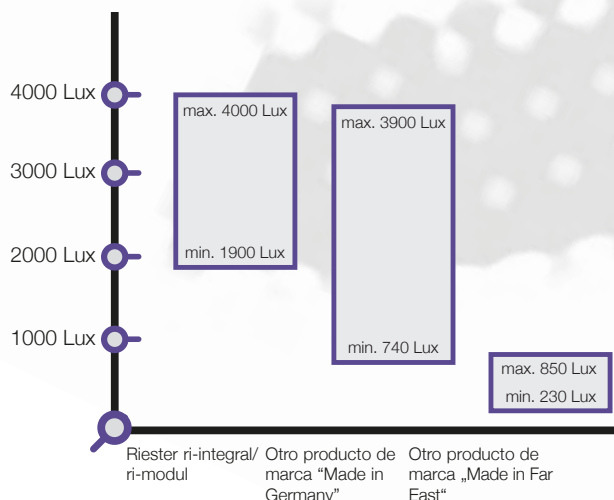 4000 Lux
3000 Lux
2000 Lux
1000 Lux
max. 4000 Lux
min. 1900 Lux
max. 3900 Lux
min. 740 Lux
max. 850 Lux
min. 230 Lux
Riester ri-integral/
ri-modul
Otro producto de
marca “Made in
Germany”
Otro producto de
marca „Made in Far
East“